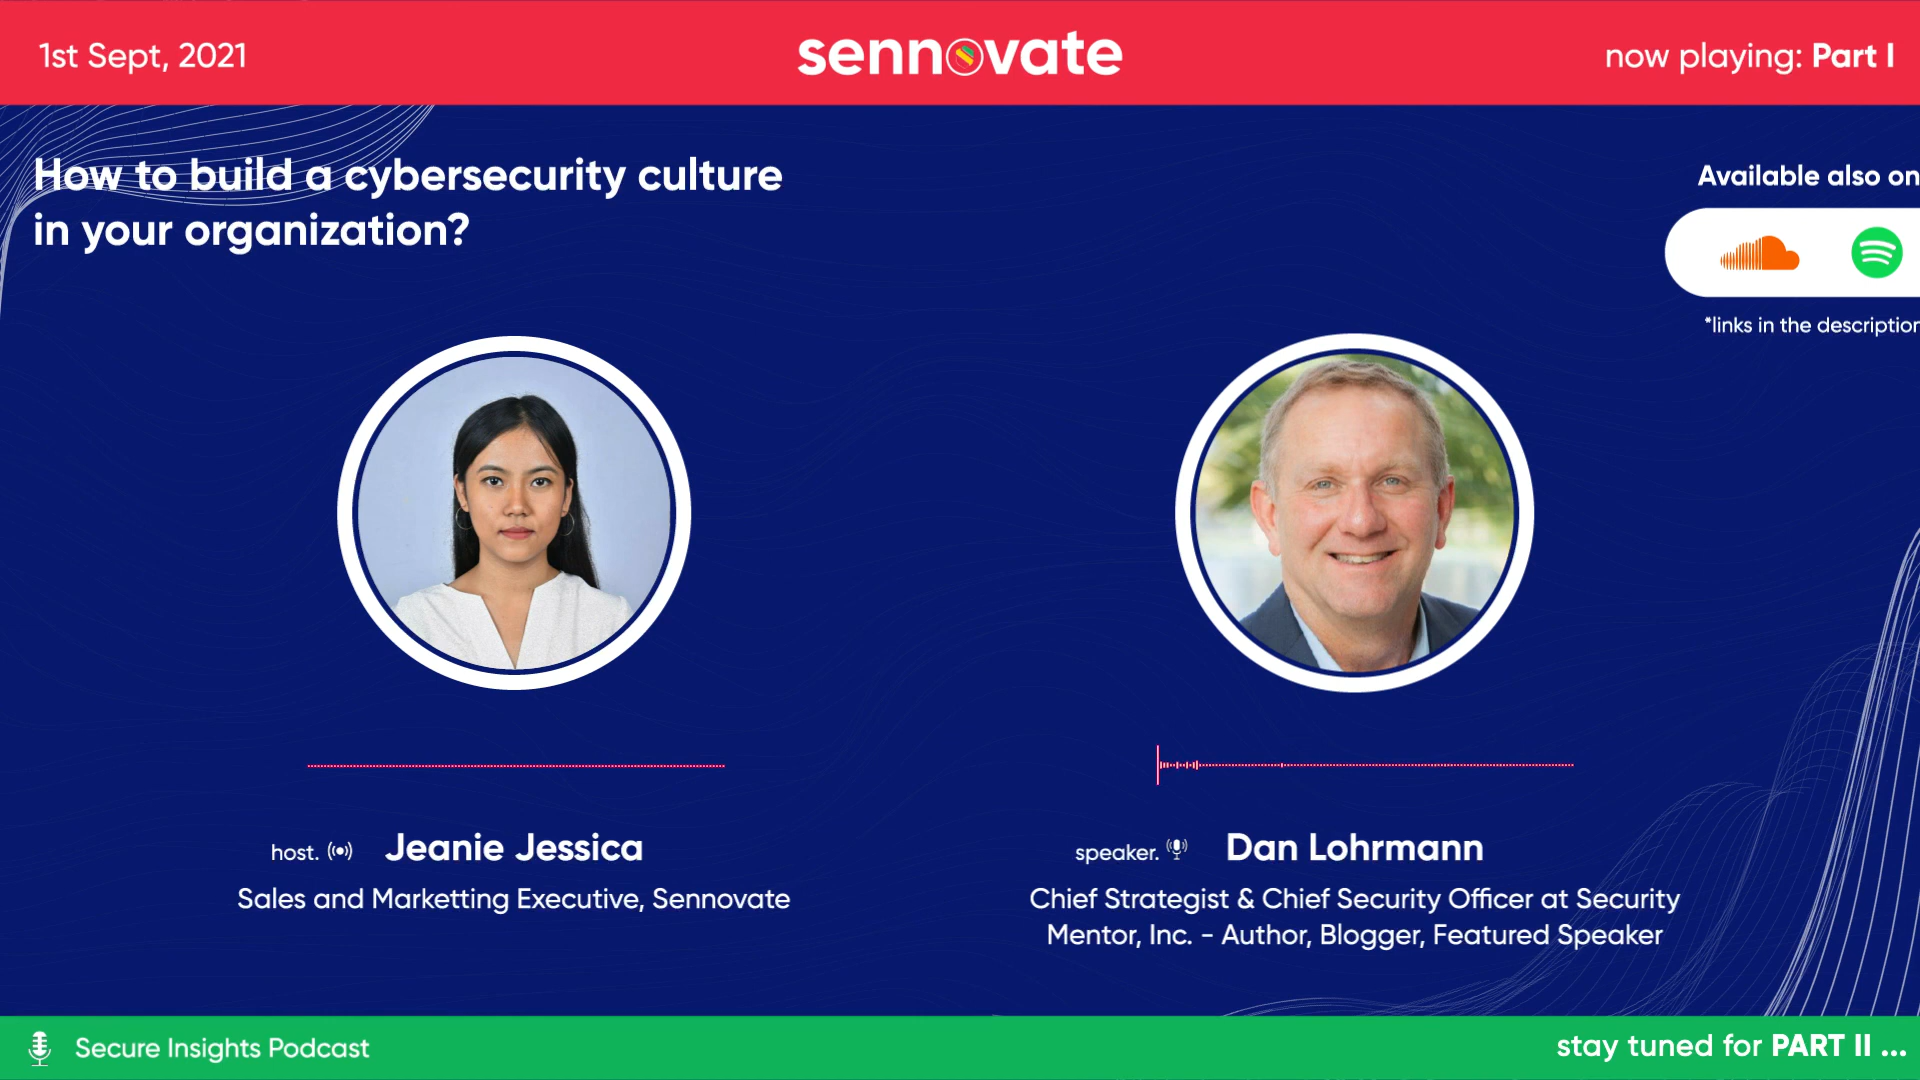 1st Sept, 2021
sennovate
now playing: Part I
How to build a cybersecurity culture
in your organization?
Available also on
*links in the description
host.
Jeanie Jessica
Sales and Marketting Executive, Sennovate
speaker.
Dan Lohrmann
Chief Strategist & Chief Security Officer at Security
Mentor, Inc. - Author, Blogger, Featured Speaker
Secure Insights Podcast
stay tuned for PART II ...